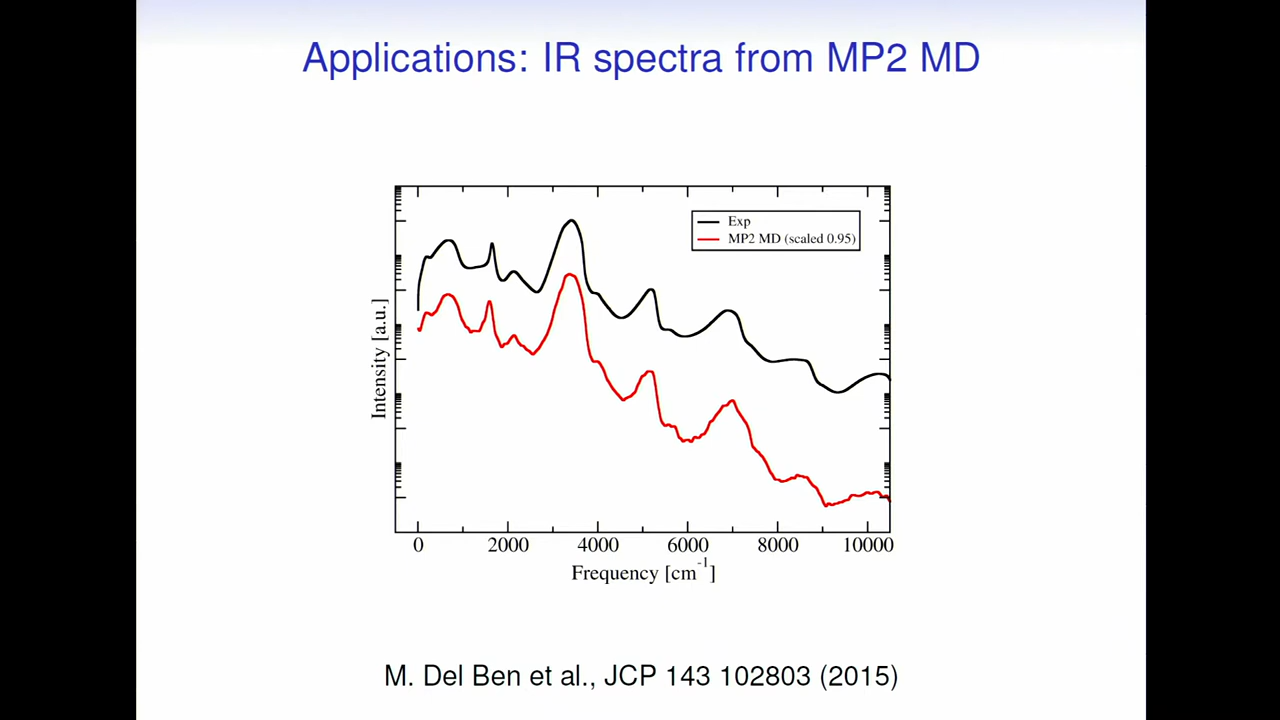 Applications: IR spectra from MP2 MD
Exp
MP2 MD (scaled 0.95)
Intensity [a.u.]
0 2000 4000 6000 8000 10000
Frequency [cm⁻¹]
M. Del Ben et al., JCP 143 102803 (2015)